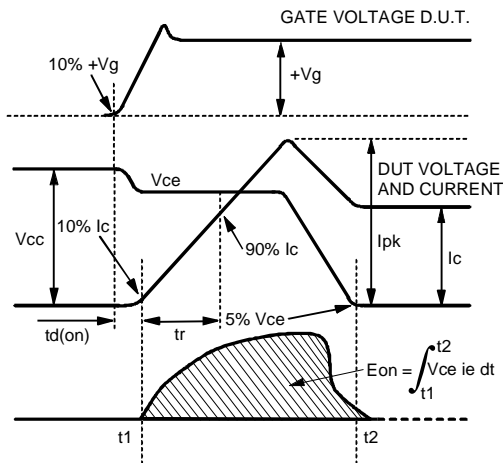 GATE VOLTAGE D.U.T.
10% +Vg
+Vg
Vce
DUT VOLTAGE
AND CURRENT
10% Ic
Vcc
90% Ic
Ipk
Ic
td(on)
tr
5% Vce
Eon = ∫ Vce ie dt
t2
t1
t1
t2